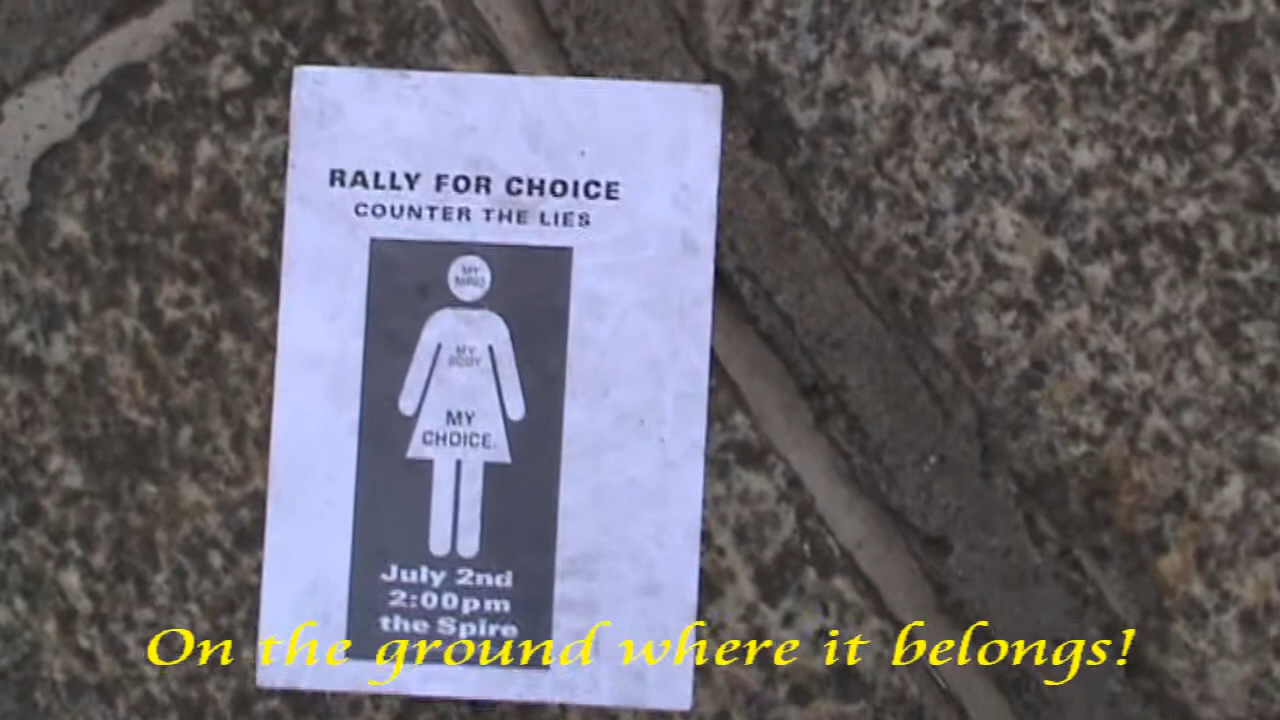 RALLY FOR CHOICE
COUNTER THE LIES
MY
MIND
MY
BODY
MY
CHOICE.
July 2nd
2:00pm
the Spire
On the ground where it belongs!